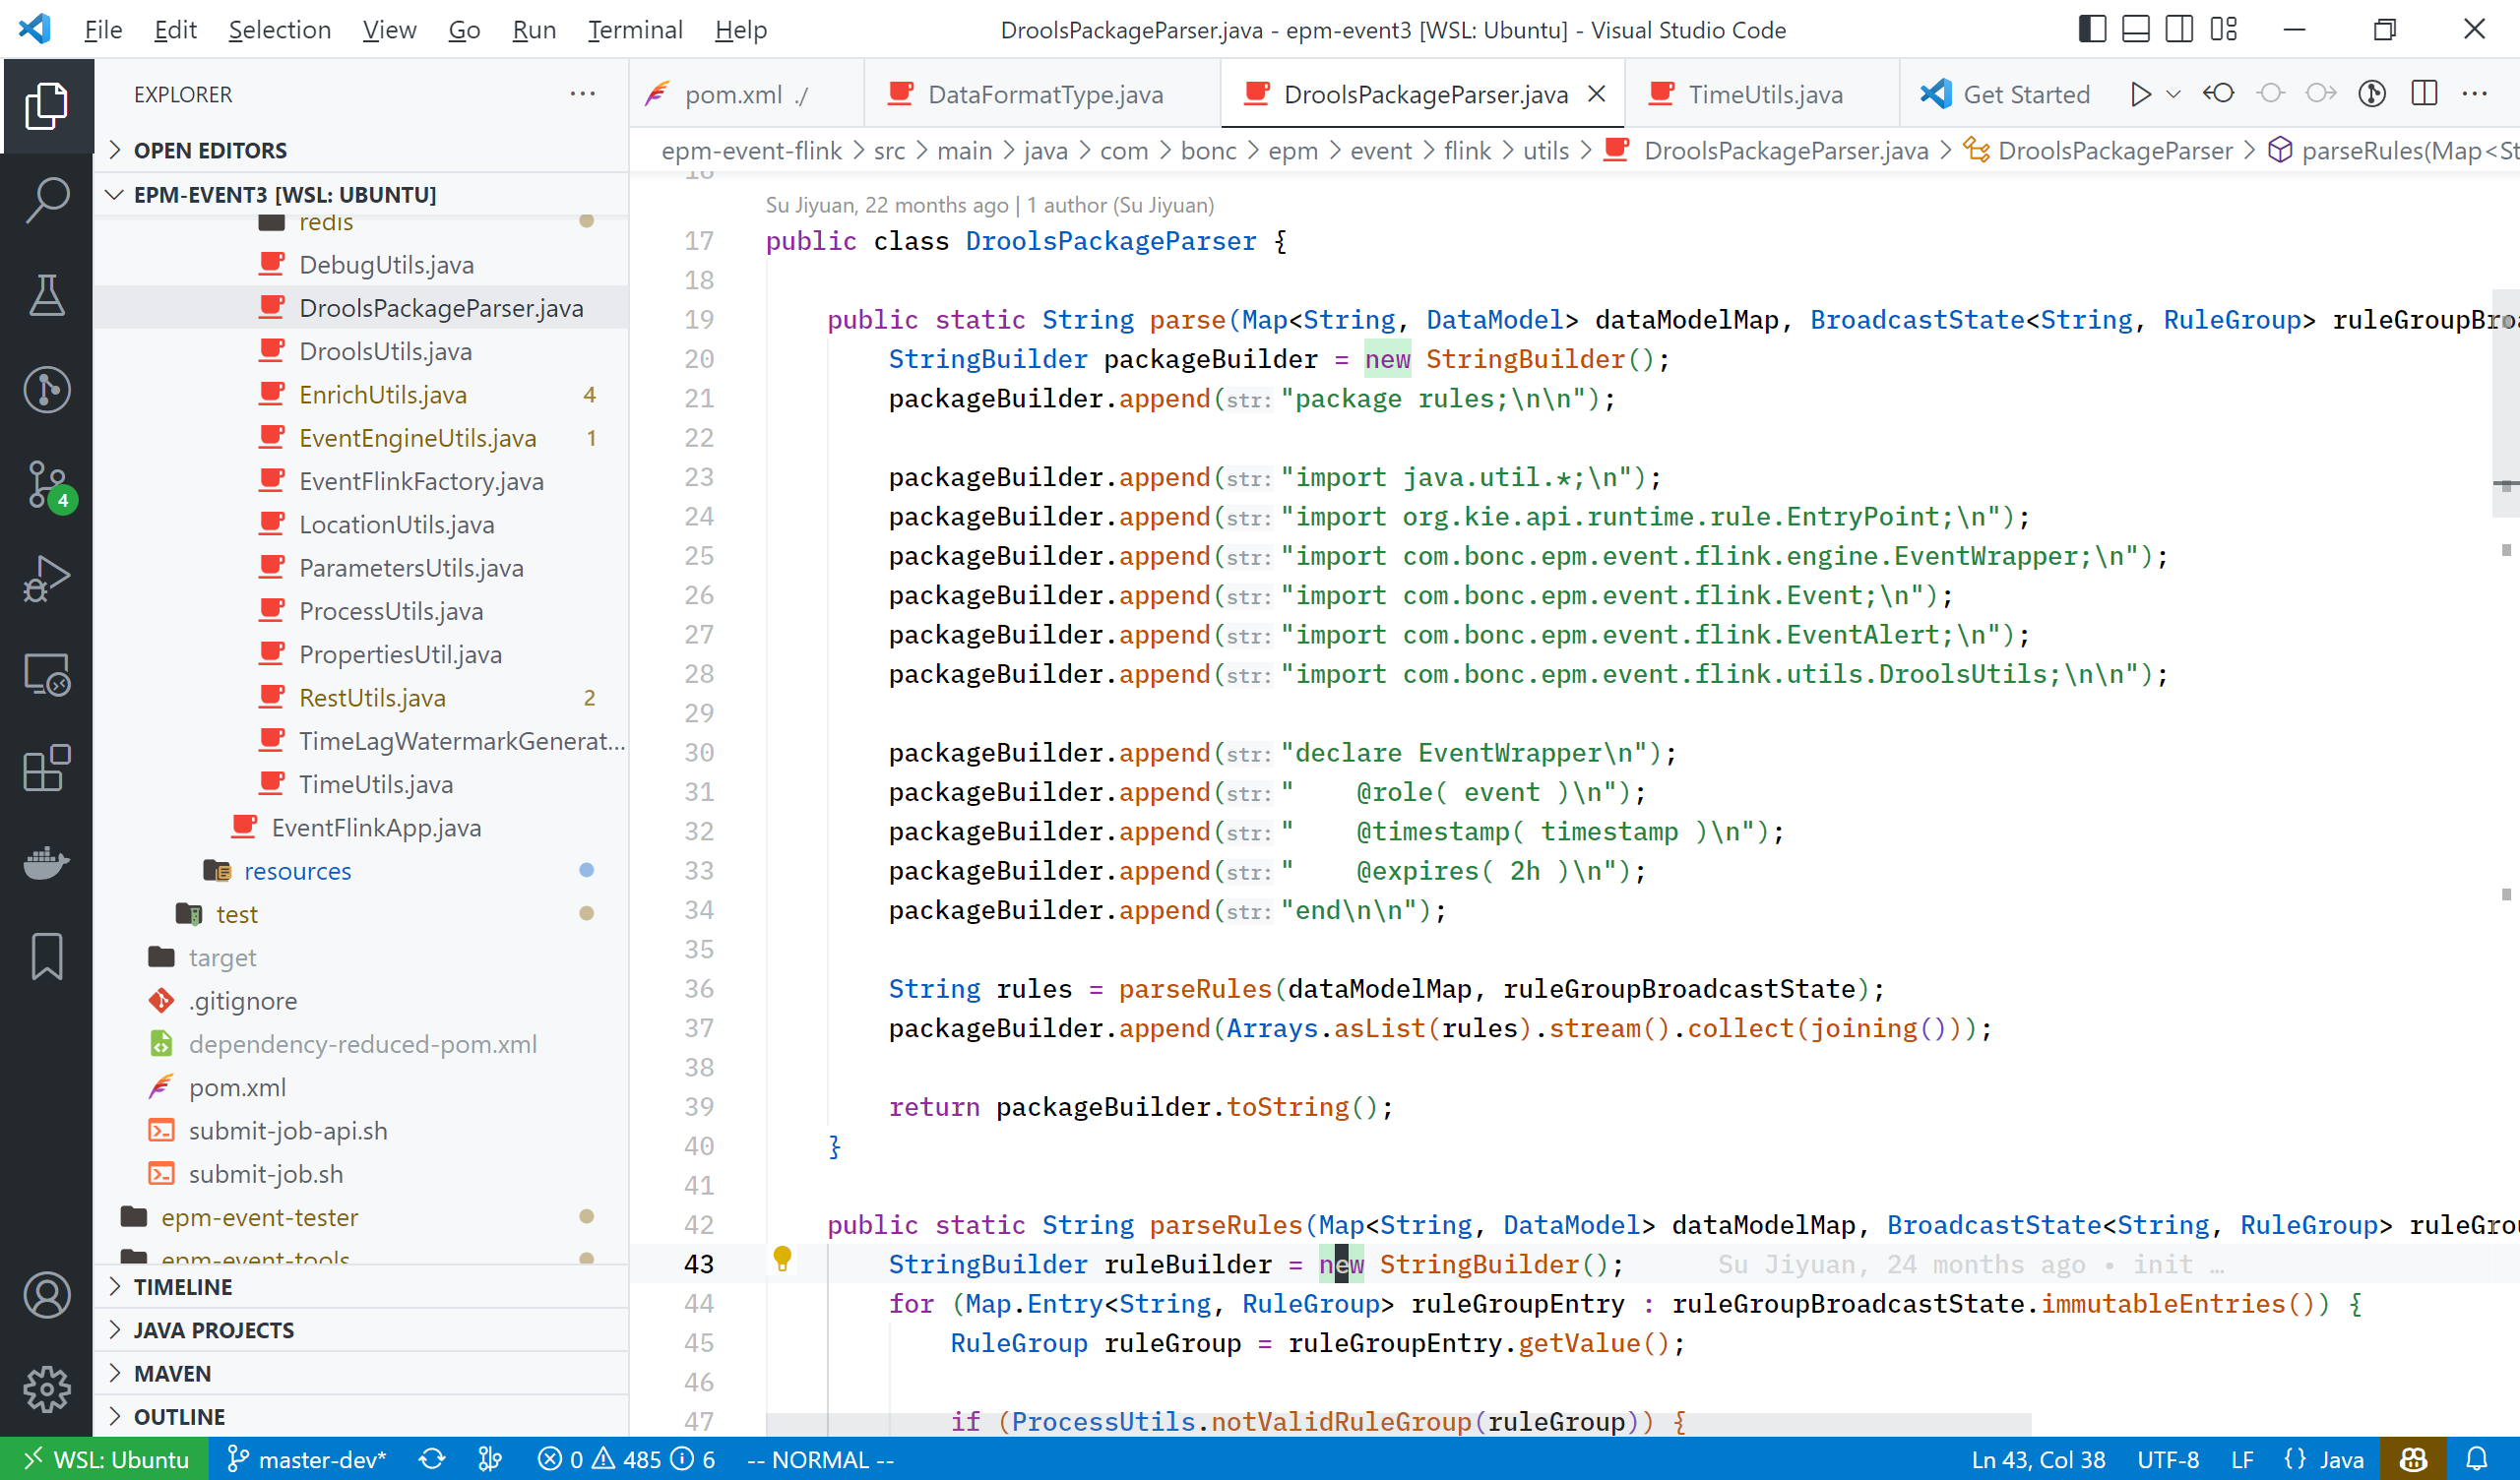 File Edit Selection View Go Run Terminal Help
DroolsPackageParser.java - epm-event3 [WSL: Ubuntu] - Visual Studio Code
EXPLORER
OPEN EDITORS
EPM-EVENT3 [WSL: UBUNTU]
redis
DebugUtils.java
DroolsPackageParser.java
DroolsUtils.java
EnrichUtils.java 4
EventEngineUtils.java 1
EventFlinkFactory.java
LocationUtils.java
ParametersUtils.java
ProcessUtils.java
PropertiesUtil.java
RestUtils.java 2
TimeLagWatermarkGenerat...
TimeUtils.java
EventFlinkApp.java
resources
test
target
.gitignore
dependency-reduced-pom.xml
pom.xml
submit-job-api.sh
submit-job.sh
epm-event-tester
epm-event-tools
TIMELINE
JAVA PROJECTS
MAVEN
OUTLINE
4
pom.xml ./
DataFormatType.java
DroolsPackageParser.java
TimeUtils.java
Get Started
epm-event-flink > src > main > java > com > bonc > epm > event > flink > utils > DroolsPackageParser.java > DroolsPackageParser > parseRules(Map<St
16
Su Jiyuan, 22 months ago | 1 author (Su Jiyuan)
17 public class DroolsPackageParser {
18
19 public static String parse(Map<String, DataModel> dataModelMap, BroadcastState<String, RuleGroup> ruleGroupBroa
20 StringBuilder packageBuilder = new StringBuilder();
21 packageBuilder.append(str: "package rules;\n\n");
22
23 packageBuilder.append(str: "import java.util.*;\n");
24 packageBuilder.append(str: "import org.kie.api.runtime.rule.EntryPoint;\n");
25 packageBuilder.append(str: "import com.bonc.epm.event.flink.engine.EventWrapper;\n");
26 packageBuilder.append(str: "import com.bonc.epm.event.flink.Event;\n");
27 packageBuilder.append(str: "import com.bonc.epm.event.flink.EventAlert;\n");
28 packageBuilder.append(str: "import com.bonc.epm.event.flink.utils.DroolsUtils;\n\n");
29
30 packageBuilder.append(str: "declare EventWrapper\n");
31 packageBuilder.append(str: "    @role( event )\n");
32 packageBuilder.append(str: "    @timestamp( timestamp )\n");
33 packageBuilder.append(str: "    @expires( 2h )\n");
34 packageBuilder.append(str: "end\n\n");
35
36 String rules = parseRules(dataModelMap, ruleGroupBroadcastState);
37 packageBuilder.append(Arrays.asList(rules).stream().collect(joining()));
38
39 return packageBuilder.toString();
40 }
41
42 public static String parseRules(Map<String, DataModel> dataModelMap, BroadcastState<String, RuleGroup> ruleGrou
43 StringBuilder ruleBuilder = new StringBuilder(); Su Jiyuan, 24 months ago • init …
44 for (Map.Entry<String, RuleGroup> ruleGroupEntry : ruleGroupBroadcastState.immutableEntries()) {
45 RuleGroup ruleGroup = ruleGroupEntry.getValue();
46
47 if (ProcessUtils.notValidRuleGroup(ruleGroup)) {
WSL: Ubuntu master-dev* 0 485 6 -- NORMAL -- Ln 43, Col 38 UTF-8 LF {} Java